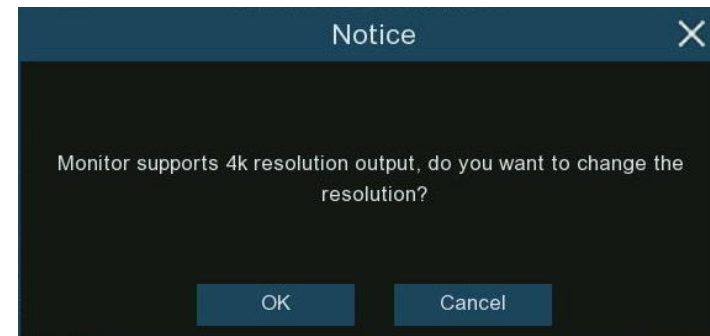 Notice
Monitor supports 4k resolution output, do you want to change the
resolution?
OK
Cancel